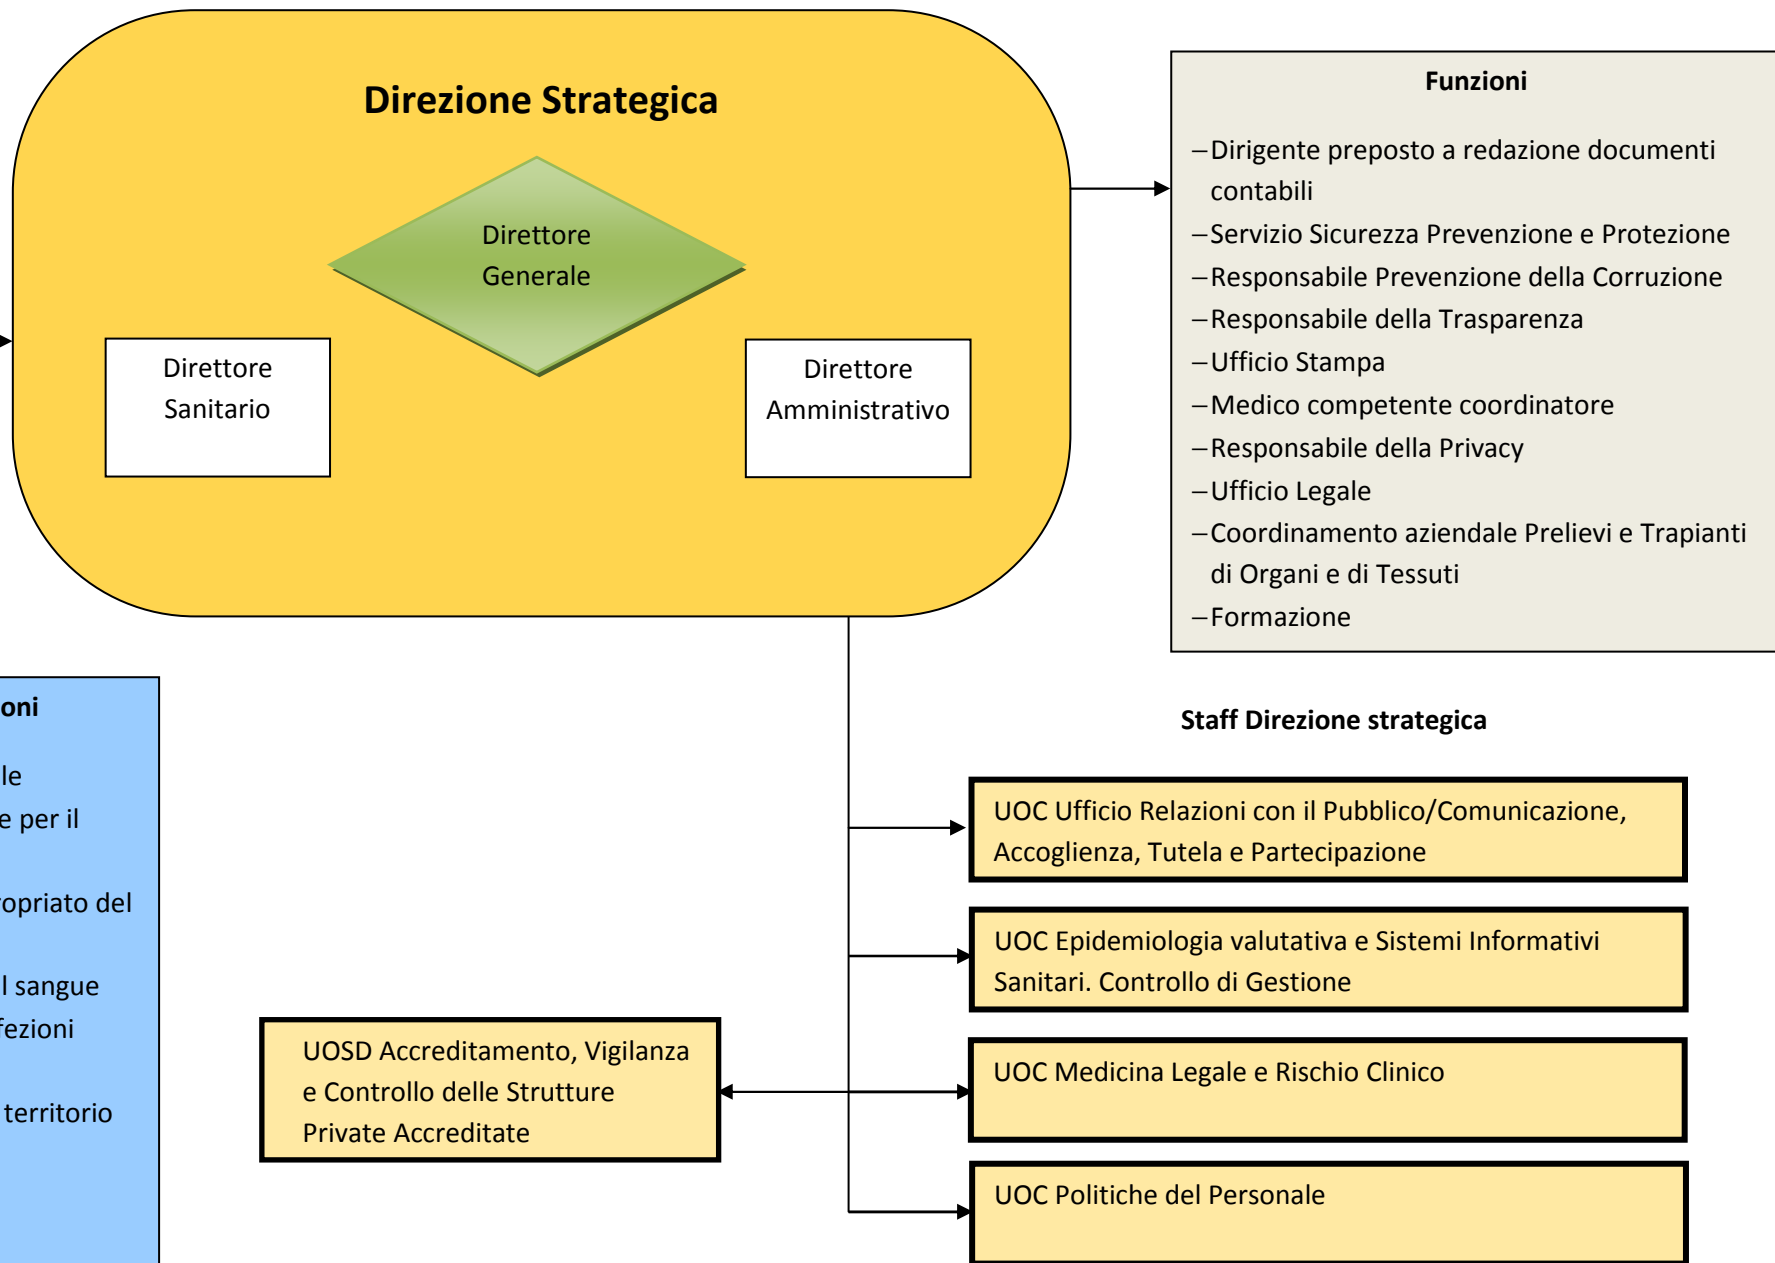 Direzione Strategica
Direttore
Generale
Direttore
Sanitario
Direttore
Amministrativo
Funzioni
–Dirigente preposto a redazione documenti
contabili
–Servizio Sicurezza Prevenzione e Protezione
–Responsabile Prevenzione della Corruzione
–Responsabile della Trasparenza
–Ufficio Stampa
–Medico competente coordinatore
–Responsabile della Privacy
–Ufficio Legale
–Coordinamento aziendale Prelievi e Trapianti
di Organi e di Tessuti
–Formazione
oni
le
e per il
ropriato del
l sangue
fezioni
territorio
Staff Direzione strategica
UOC Ufficio Relazioni con il Pubblico/Comunicazione,
Accoglienza, Tutela e Partecipazione
UOC Epidemiologia valutativa e Sistemi Informativi
Sanitari. Controllo di Gestione
UOSD Accreditamento, Vigilanza
e Controllo delle Strutture
Private Accreditate
UOC Medicina Legale e Rischio Clinico
UOC Politiche del Personale